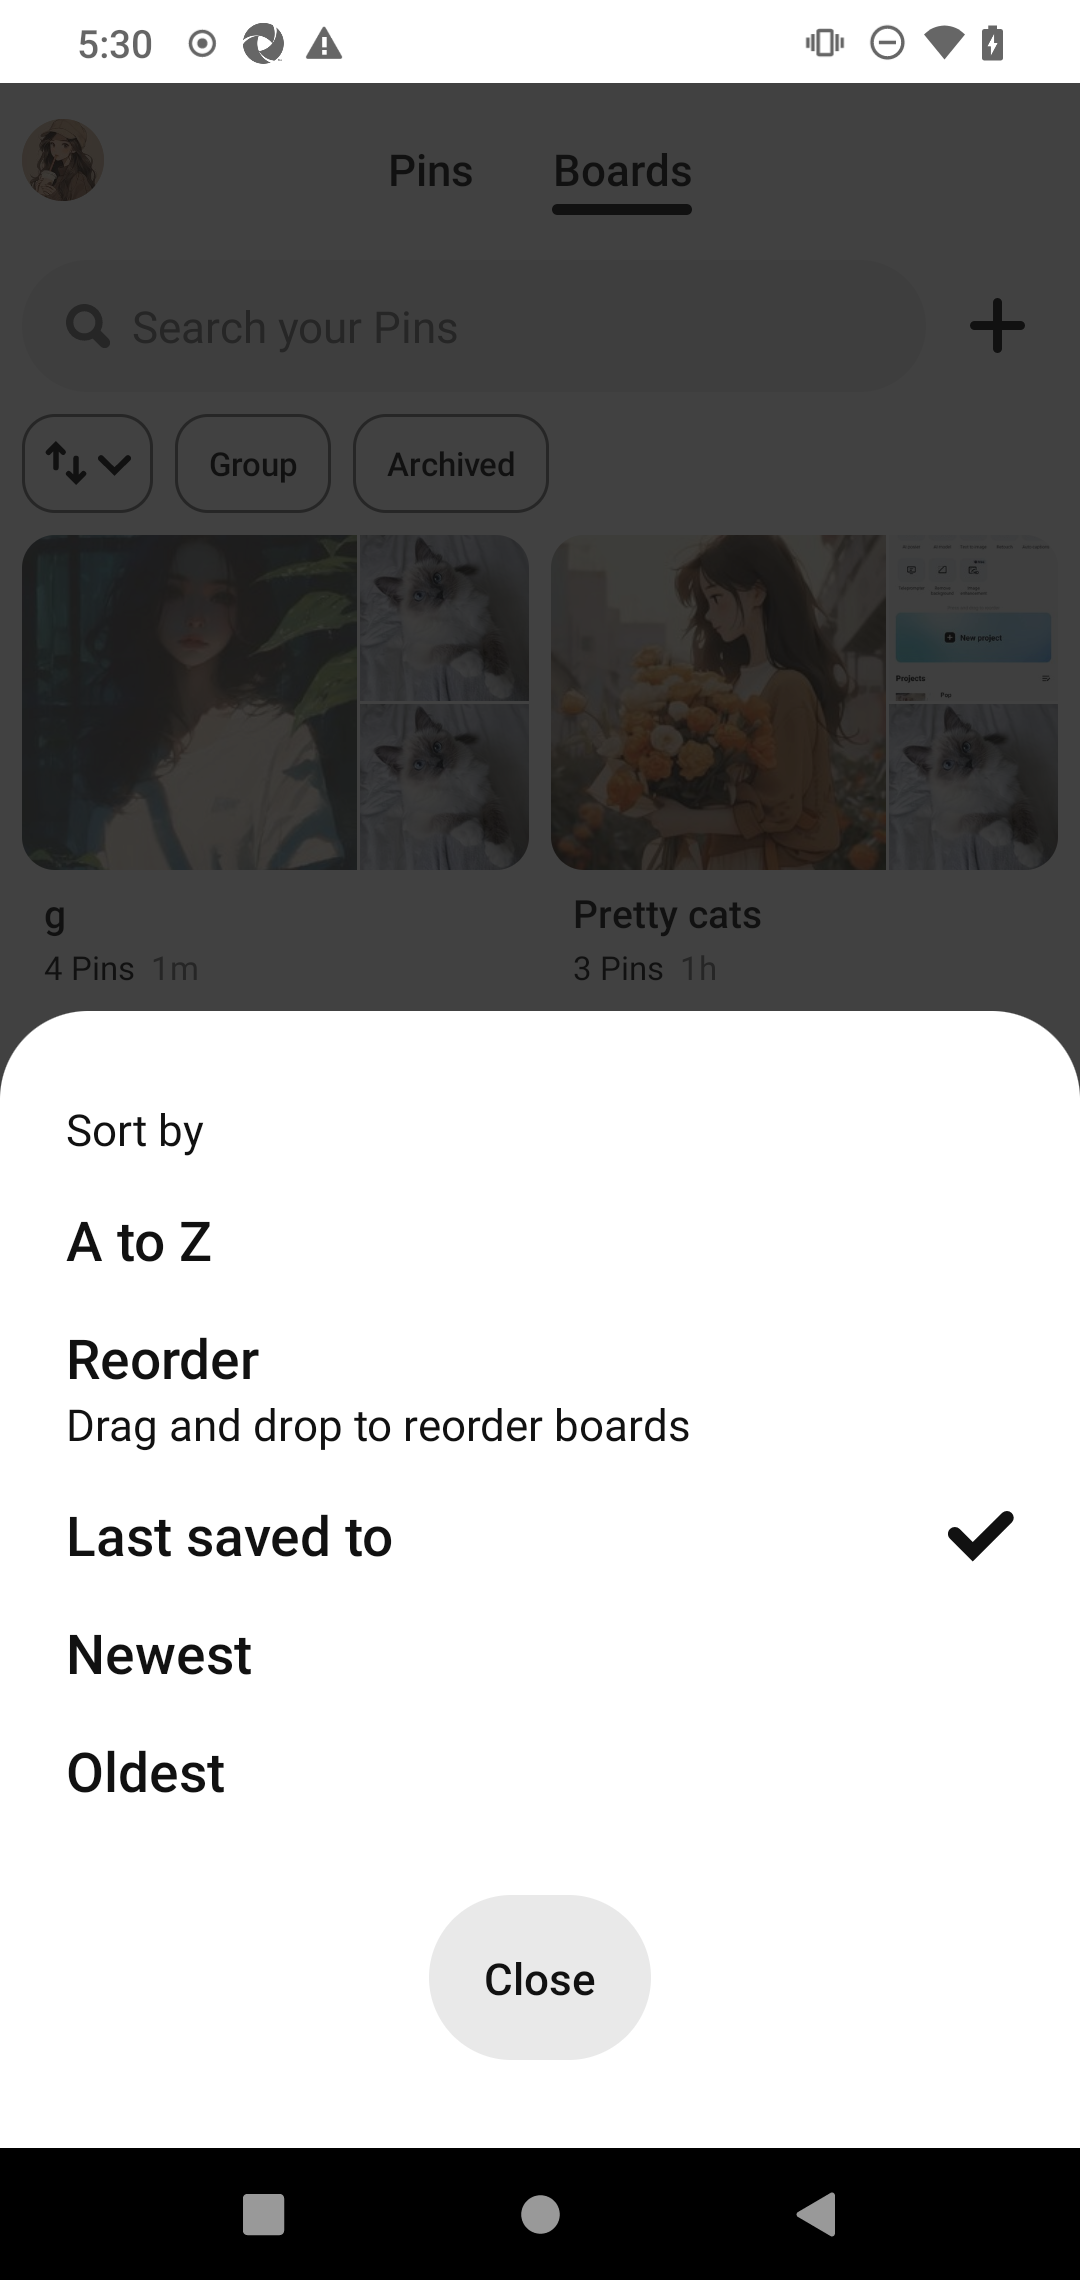 5:30
Pins Boards
Search your Pins
Group Archived
New project
Projects
Pop
g
4 Pins 1m
Pretty cats
3 Pins 1h
Sort by
A to Z
Reorder
Drag and drop to reorder boards
Last saved to
Newest
Oldest
Close